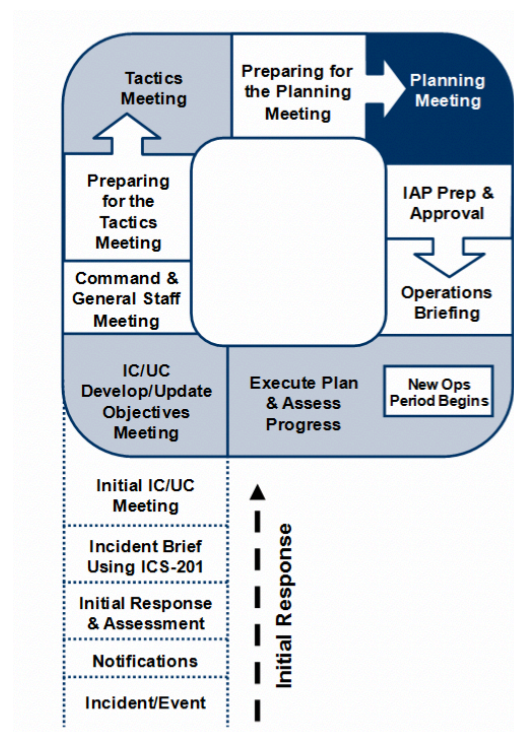 Tactics
Meeting
Preparing for
the Planning
Meeting
Planning
Meeting
Preparing
for the
Tactics
Meeting
IAP Prep &
Approval
Command &
General Staff
Meeting
Operations
Briefing
IC/UC
Develop/Update
Objectives
Meeting
Execute Plan
& Assess
Progress
New Ops
Period Begins
Initial IC/UC
Meeting
Incident Brief
Using ICS-201
Initial Response
& Assessment
Notifications
Incident/Event
Initial Response